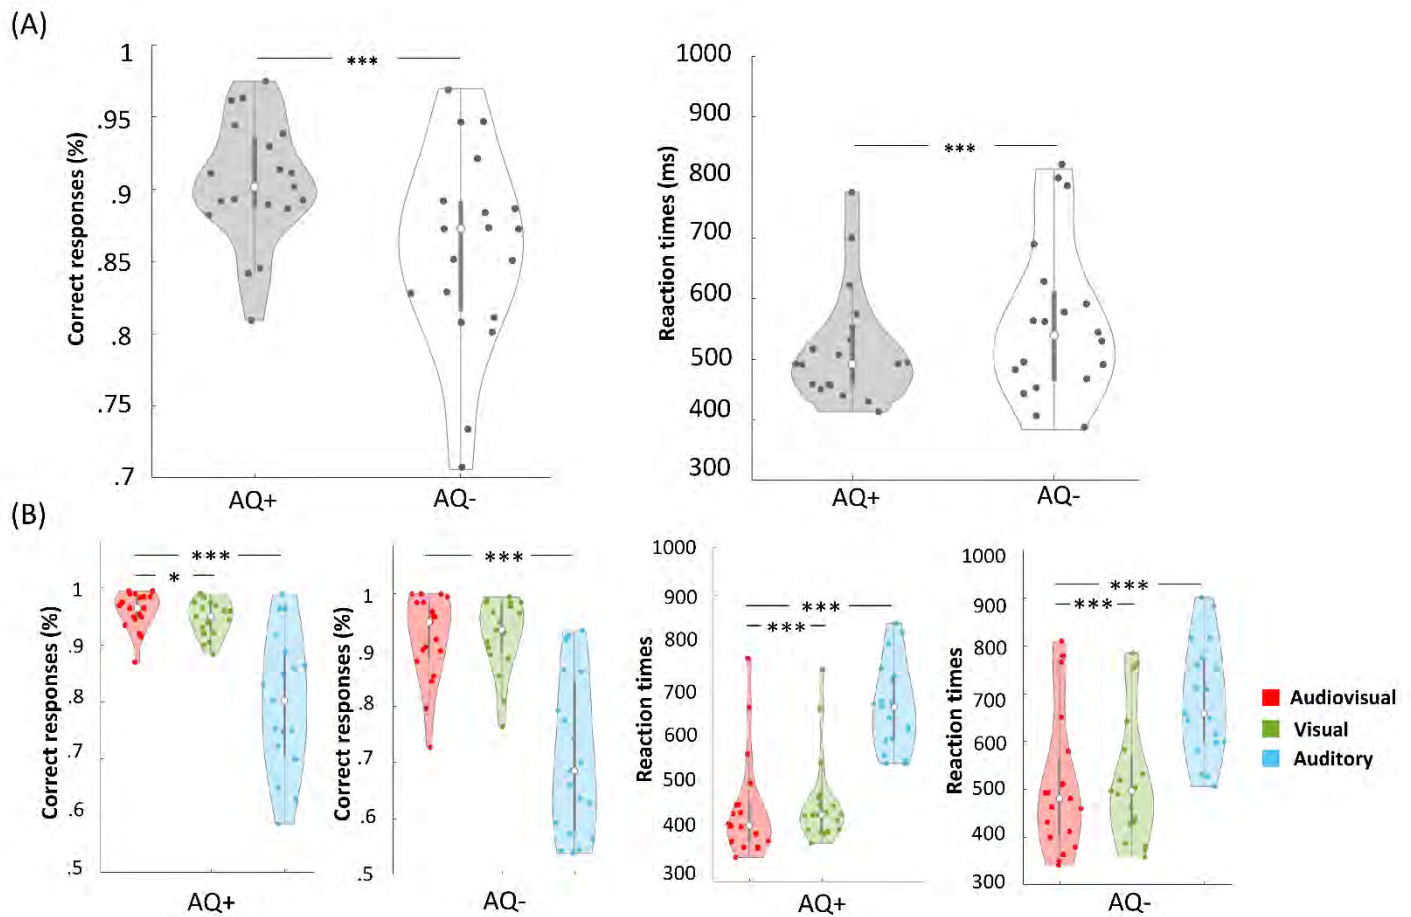 (A)
Correct responses (%)
1
.95
.9
.85
.8
.75
.7
***
AQ+
AQ-
Reaction times (ms)
1000
900
800
700
600
500
400
300
***
AQ+
AQ-
(B)
Correct responses (%)
1
.9
.8
.7
.6
.5
***
*
AQ+
Correct responses (%)
1
.9
.8
.7
.6
.5
***
AQ-
Reaction times
1000
900
800
700
600
500
400
300
***
***
AQ+
Reaction times
1000
900
800
700
600
500
400
300
***
***
AQ-
Audiovisual
Visual
Auditory